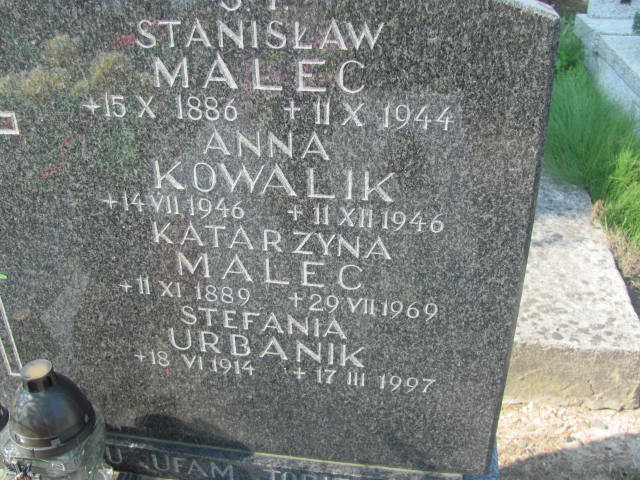 Ś P.
STANISŁAW
MALEC
+15 X 1886 +11 X 1944
ANNA
KOWALIK
+14 VII 1946 +11 XII 1946
KATARZYNA
MALEC
+11 XI 1889 +29 VII 1969
STEFANIA
URBANIK
+18 VI 1914 +17 III 1997
UFAM